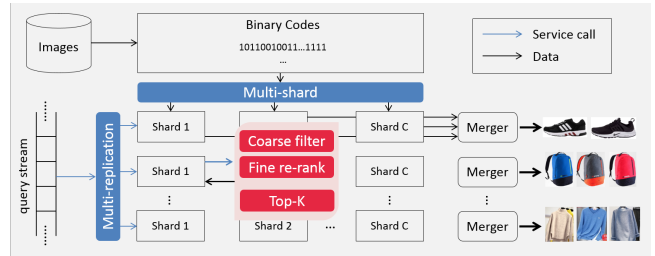 Images
Binary Codes
10110010011...1111
...
Service call
Data
Multi-shard
query stream
Multi-replication
Shard 1
Shard C
Merger
Coarse filter
Fine re-rank
Top-K
Shard 1
Shard C
Merger
Shard 1
Shard 2
...
Shard C
Merger